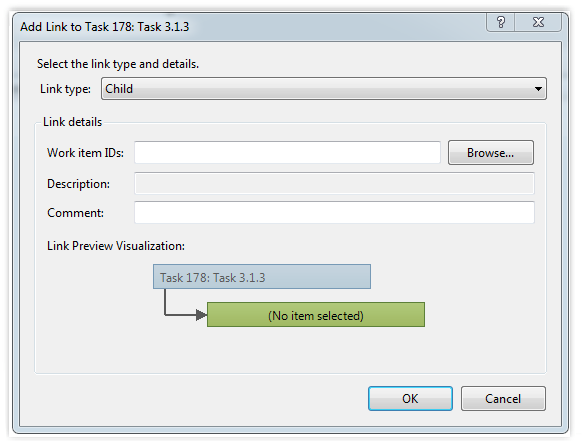 Add Link to Task 178: Task 3.1.3
?
Select the link type and details.
Link type: Child
Link details
Work item IDs: Browse...
Description:
Comment:
Link Preview Visualization:
Task 178: Task 3.1.3
(No item selected)
OK Cancel